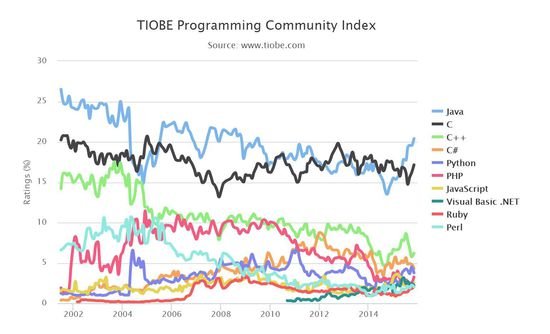 TIOBE Programming Community Index
Source: www.tiobe.com
Ratings (%)
30
25
20
15
10
5
0
2002 2004 2006 2008 2010 2012 2014
Java
C
C++
C#
Python
PHP
JavaScript
Visual Basic .NET
Ruby
Perl